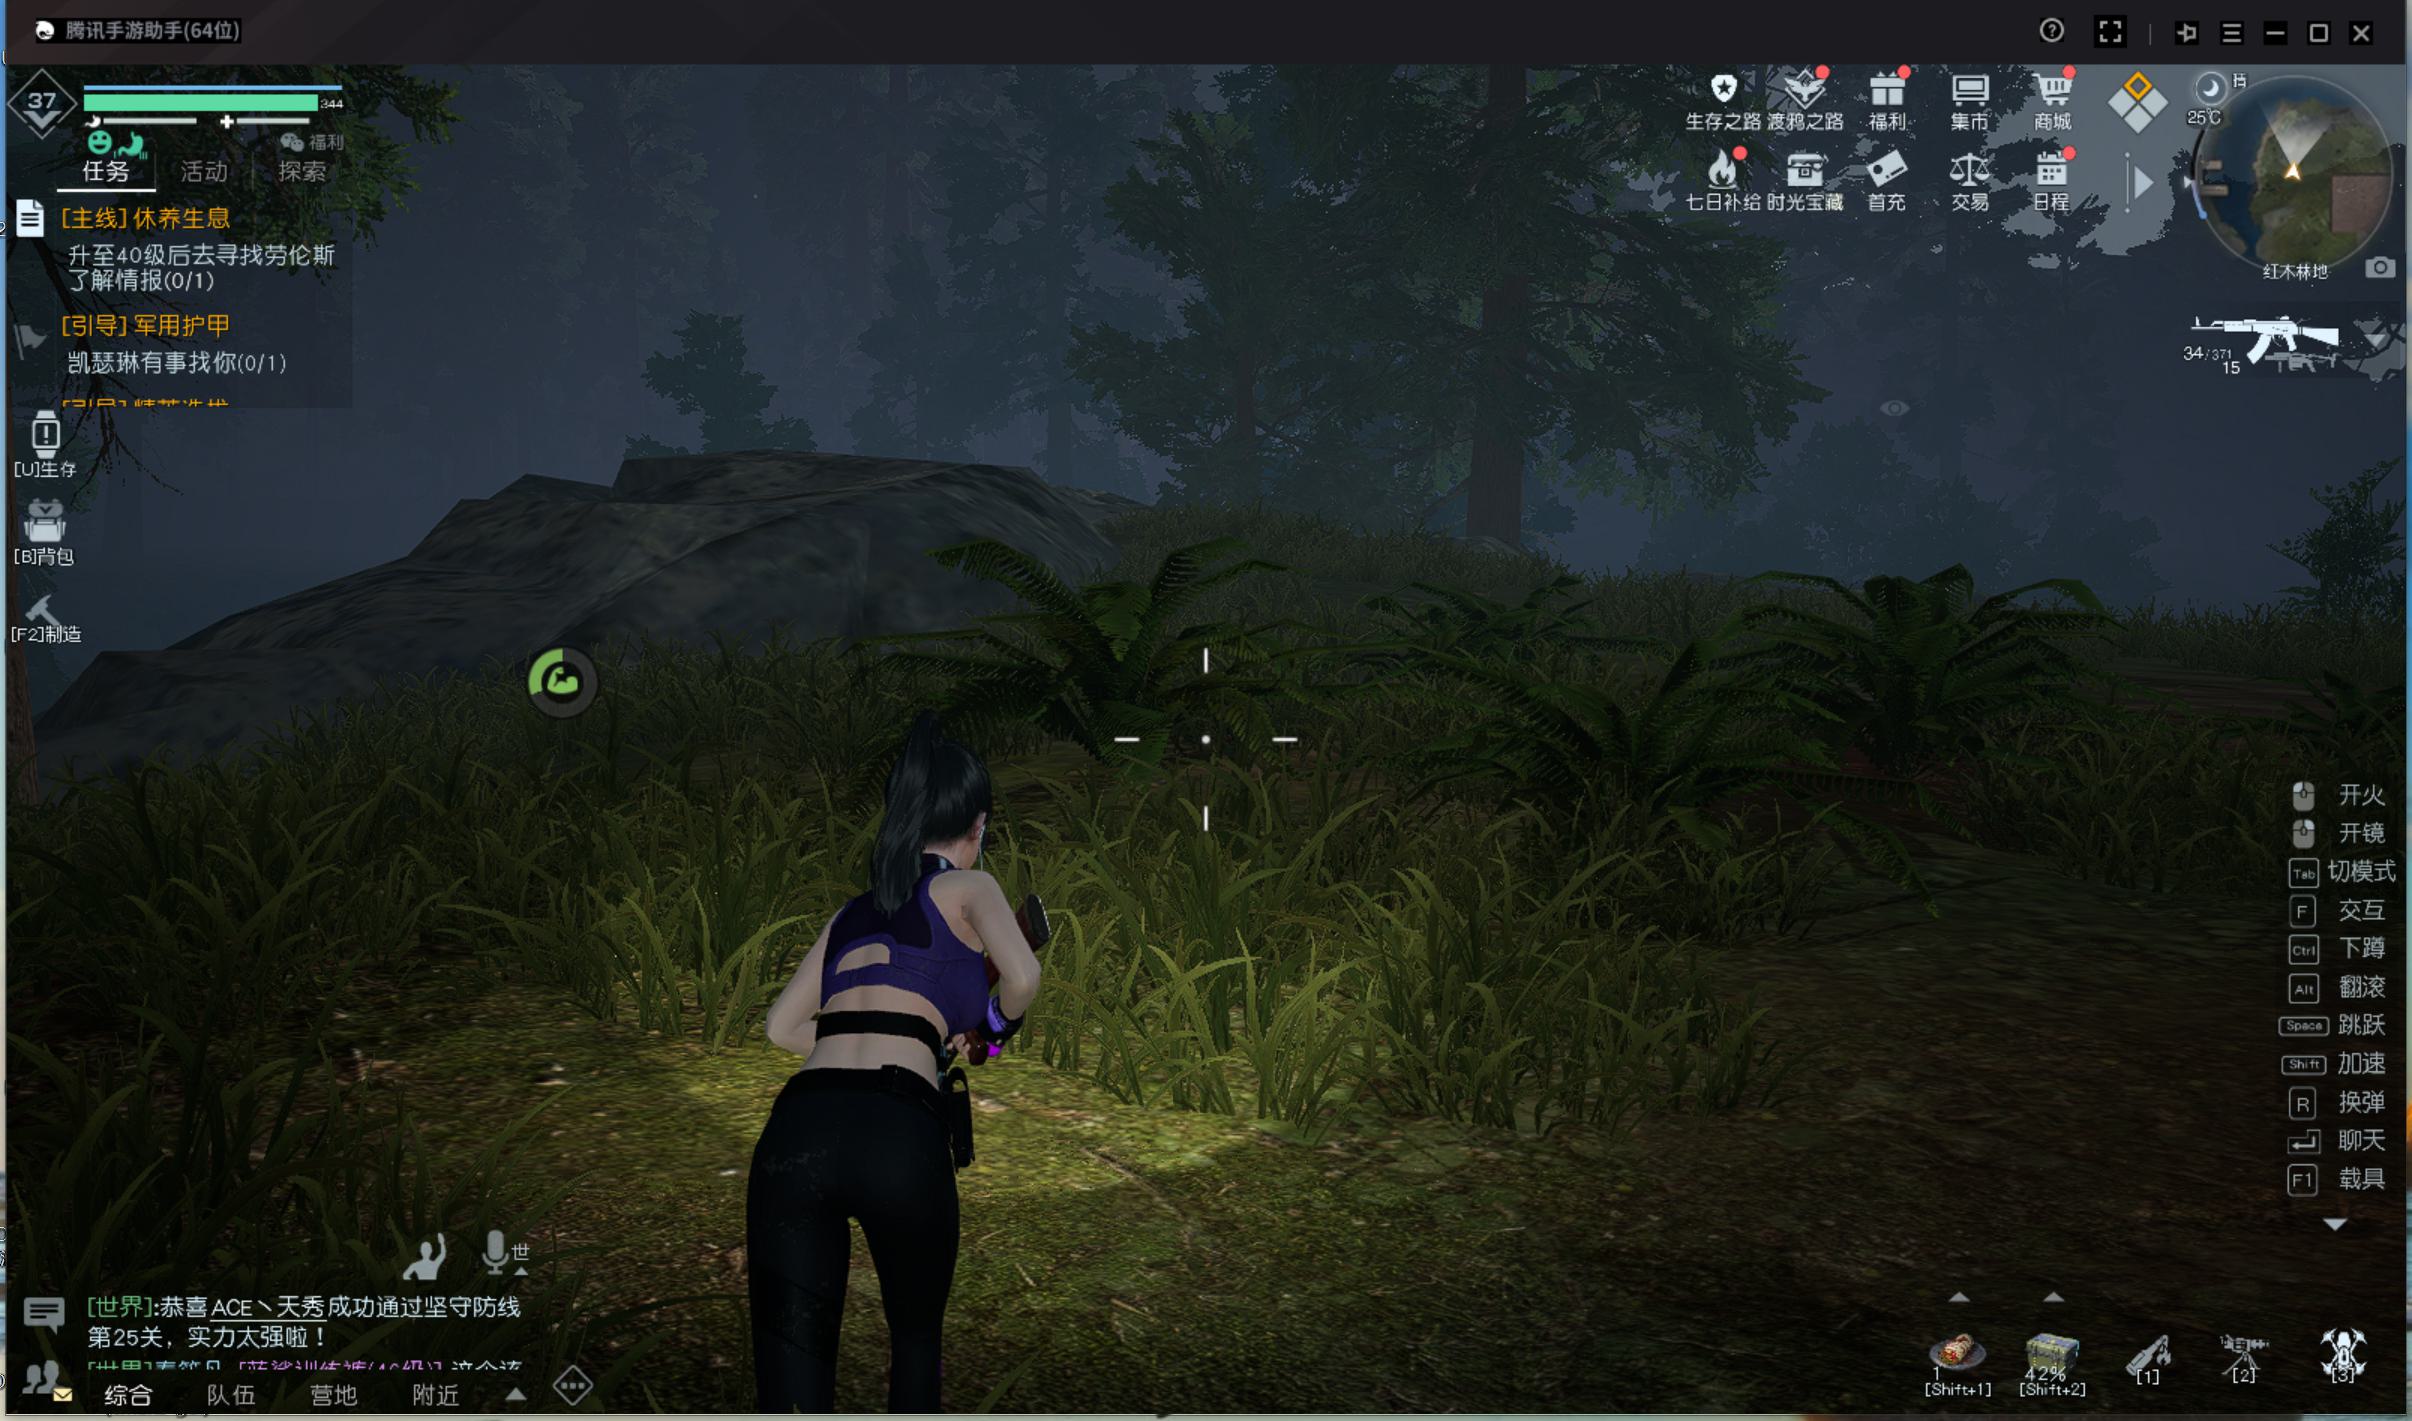 腾讯手游助手(64位)
37
344
福利
任务 活动 探索
[主线] 休养生息
升至40级后去寻找劳伦斯
了解情报(0/1)
[引导] 军用护甲
凯瑟琳有事找你(0/1)
[U]生存
[B]背包
[F2]制造
生存之路 渡鸦之路 福利 集市 商城
七日补给 时光宝藏 首充 交易 日程
25℃
红木林地
34/371
15
开火
开镜
Tab 切模式
F 交互
Ctrl 下蹲
Alt 翻滚
Space 跳跃
Shift 加速
R 换弹
聊天
F1 载具
世
[世界]:恭喜ACE丶天秀成功通过坚守防线
第25关，实力太强啦！
综合 队伍 营地 附近
1 42%
[Shift+1] [Shift+2] [1] [2] [3]